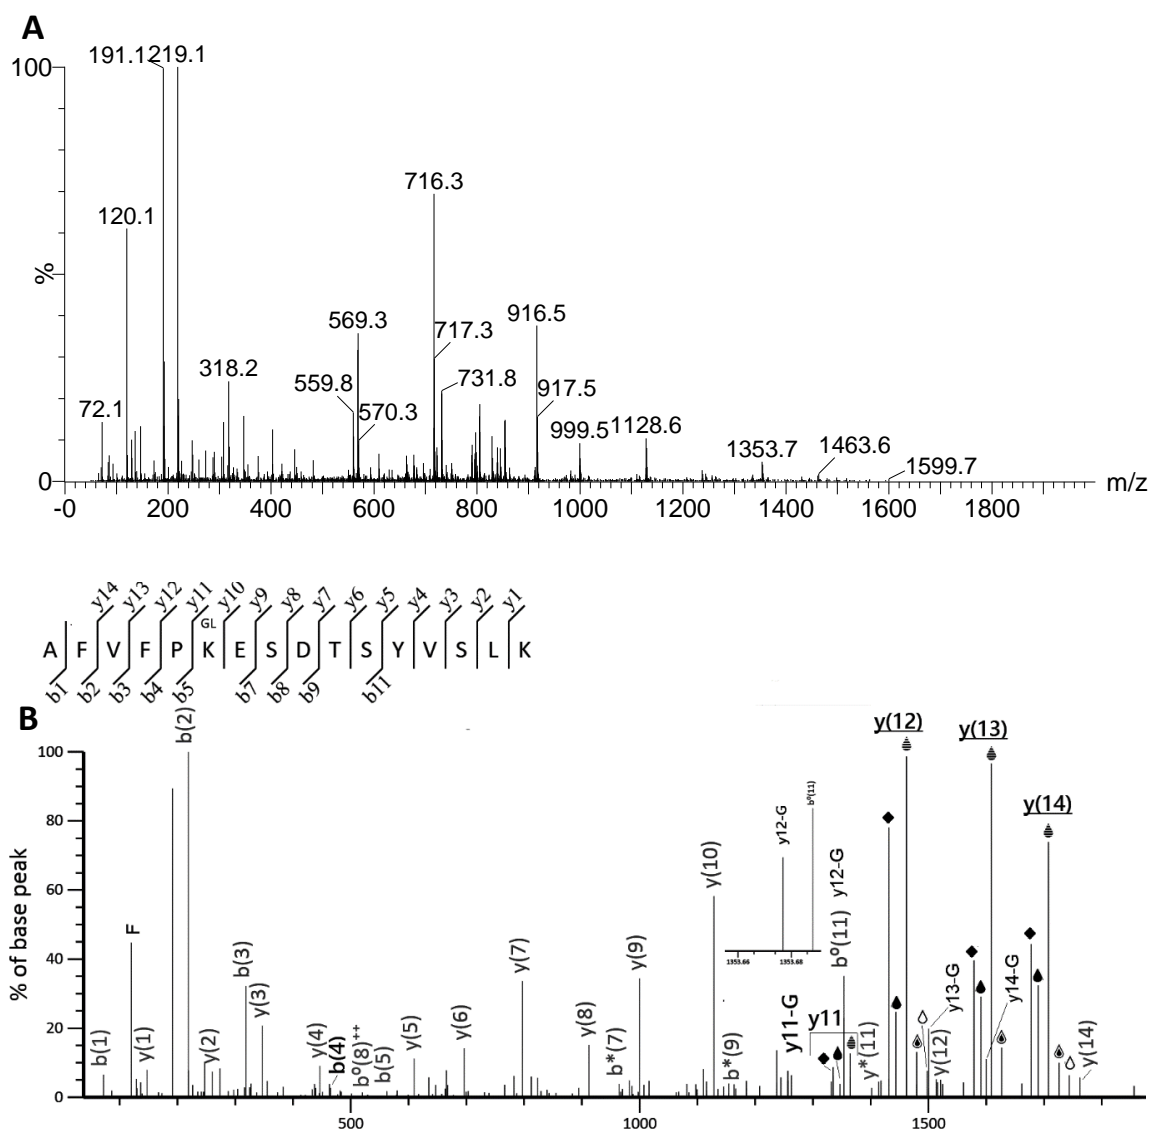 A
191.1219.1
100
716.3
120.1
%
569.3
717.3
916.5
318.2
559.8
731.8
72.1
570.3
917.5
999.5
1128.6
1353.7
1463.6
1599.7
0
m/z
-0 200 400 600 800 1000 1200 1400 1600 1800
y14 y13 y12 y11 y10 y9 y8 y7 y6 y5 y4 y3 y2 y1
GL
A F V F P K E S D T S Y V S L K
b1 b2 b3 b4 b5 b7 b8 b9 b11
B
% of base peak
100
80
60
40
20
0
b(1)
F
y(1)
b(2)
y(2)
b(3)
y(3)
y(4)
b(4)
b°(8)++
b(5)
y(5)
y(6)
y(7)
y(8)
b*(7)
y(9)
y(10)
b*(9)
y12-G
b°(11)
1353.66 1353.68
y11-G
y11
b°(11) y12-G
y*(11)
y(12)
y(12)
y13-G
y(13)
y14-G
y(14)
y(14)
500 1000 1500